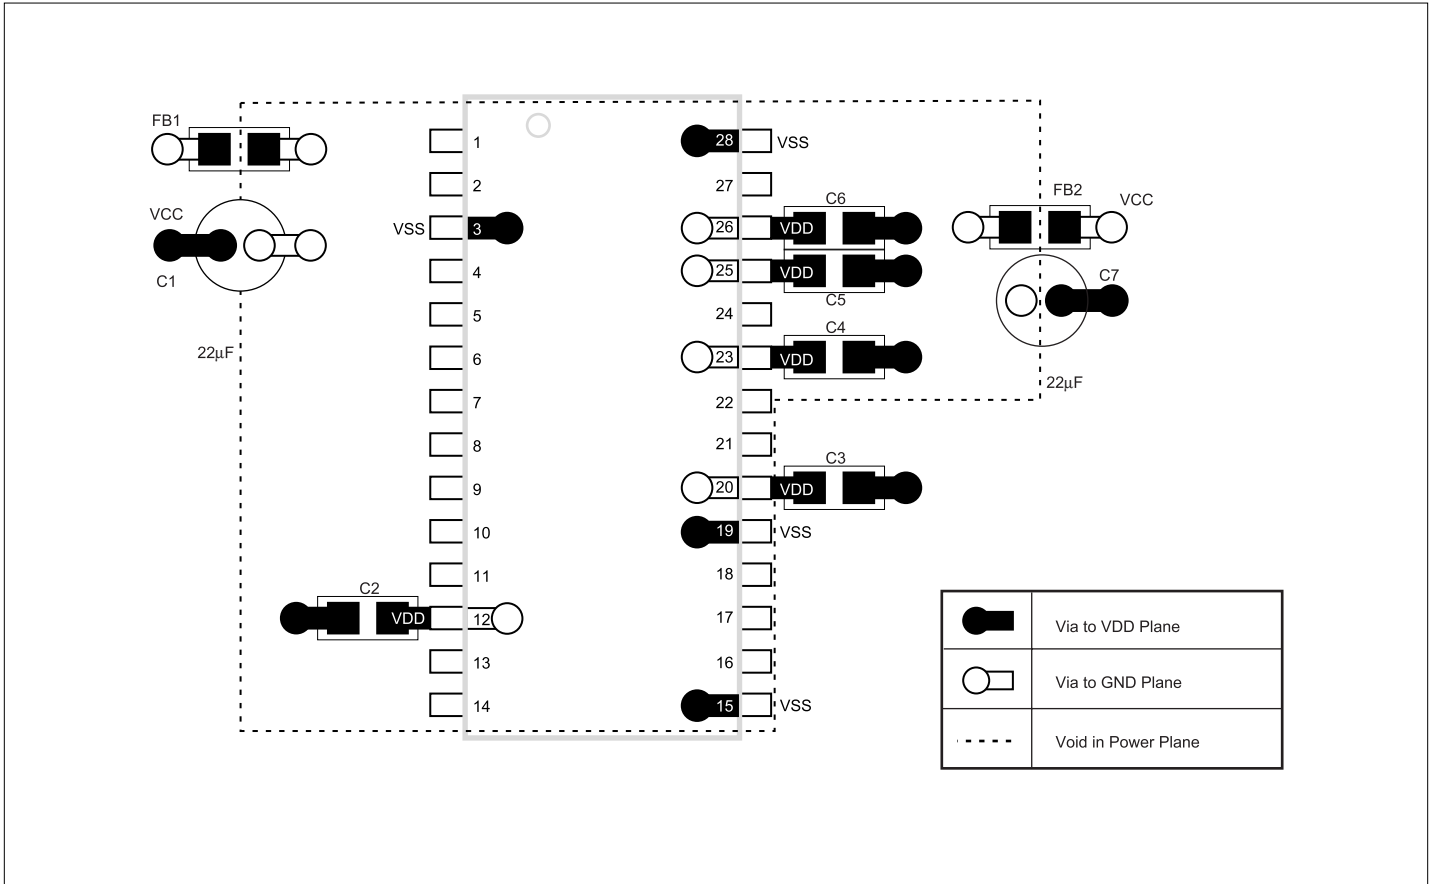 FB1
1
28
VSS
2
27
C6
FB2
VCC
VCC
VSS
3
26
VDD
4
25
VDD
C7
C1
C5
5
24
C4
22µF
6
23
VDD
22µF
7
22
8
21
C3
9
20
VDD
10
19
VSS
11
18
C2
VDD
12
17
Via to VDD Plane
13
16
Via to GND Plane
14
15
VSS
Void in Power Plane